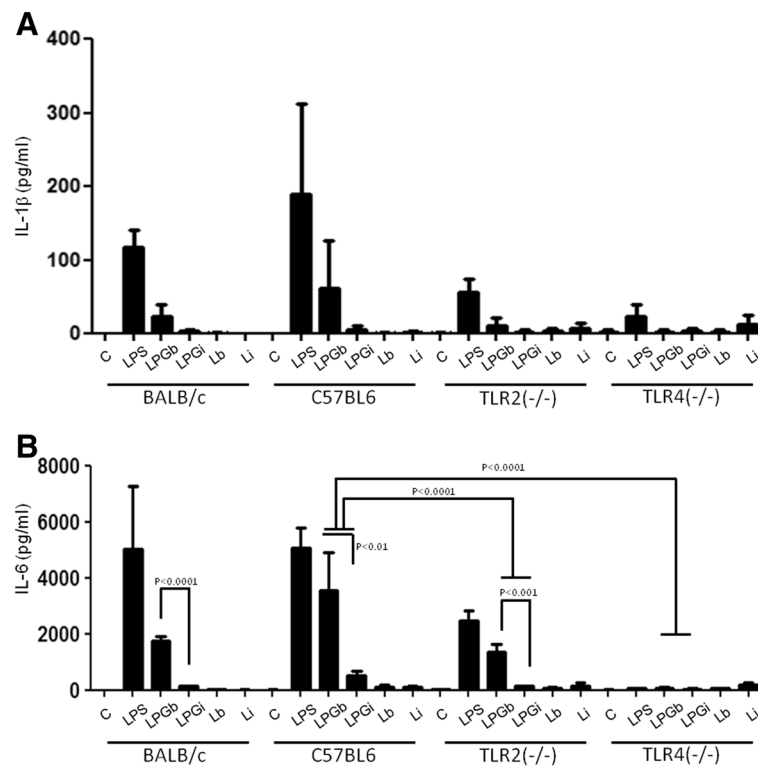 A
400
300
200
100
0
IL-1β (pg/ml)
C LPS LPGb LPGi Lb Li C LPS LPGb LPGi Lb Li C LPS LPGb LPGi Lb Li C LPS LPGb LPGi Lb Li
BALB/c C57BL6 TLR2(-/-) TLR4(-/-)
B
8000
6000
4000
2000
0
IL-6 (pg/ml)
P<0.0001
P<0.0001
P<0.01
P<0.0001
P<0.001
C LPS LPGb LPGi Lb Li C LPS LPGb LPGi Lb Li C LPS LPGb LPGi Lb Li C LPS LPGb LPGi Lb Li
BALB/c C57BL6 TLR2(-/-) TLR4(-/-)